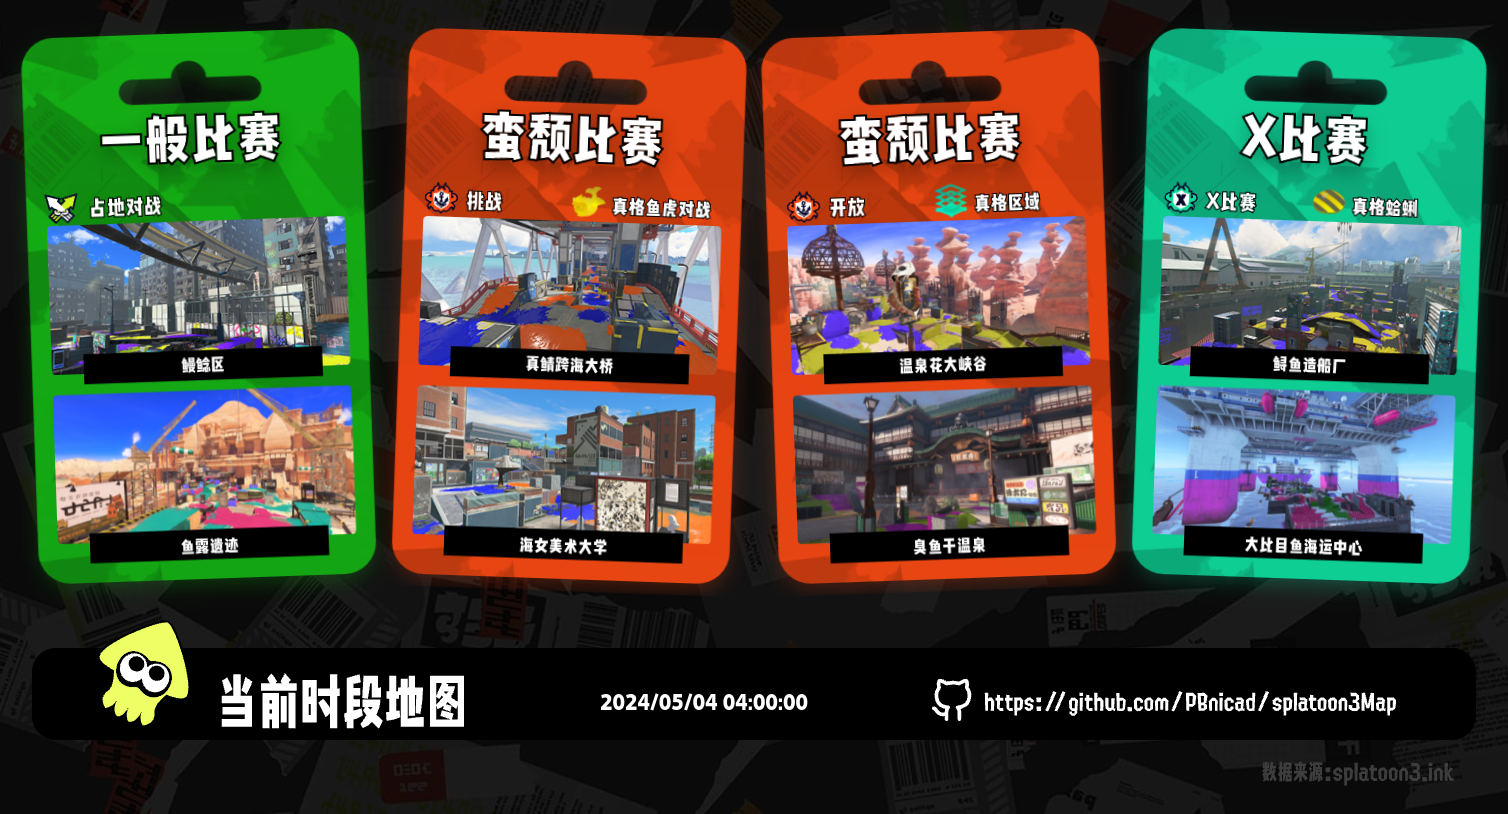 一般比赛
占地对战
鳗鲶区
鱼露遗迹
蛮颓比赛
挑战
真格鱼虎对战
真鲭跨海大桥
海女美术大学
蛮颓比赛
开放
真格区域
温泉花大峡谷
臭鱼干温泉
X比赛
X比赛
真格蛤蜊
鲟鱼造船厂
大比目鱼海运中心
当前时段地图
2024/05/04 04:00:00
https://github.com/PBnicad/splatoon3Map
数据来源:splatoon3.ink